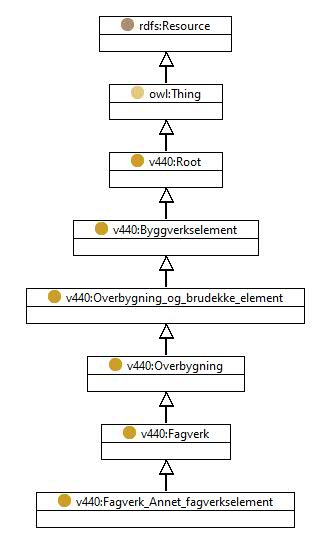 rdfs:Resource
owl:Thing
v440:Root
v440:Byggverkselement
v440:Overbygning_og_brudekke_element
v440:Overbygning
v440:Fagverk
v440:Fagverk_Annet_fagverkselement